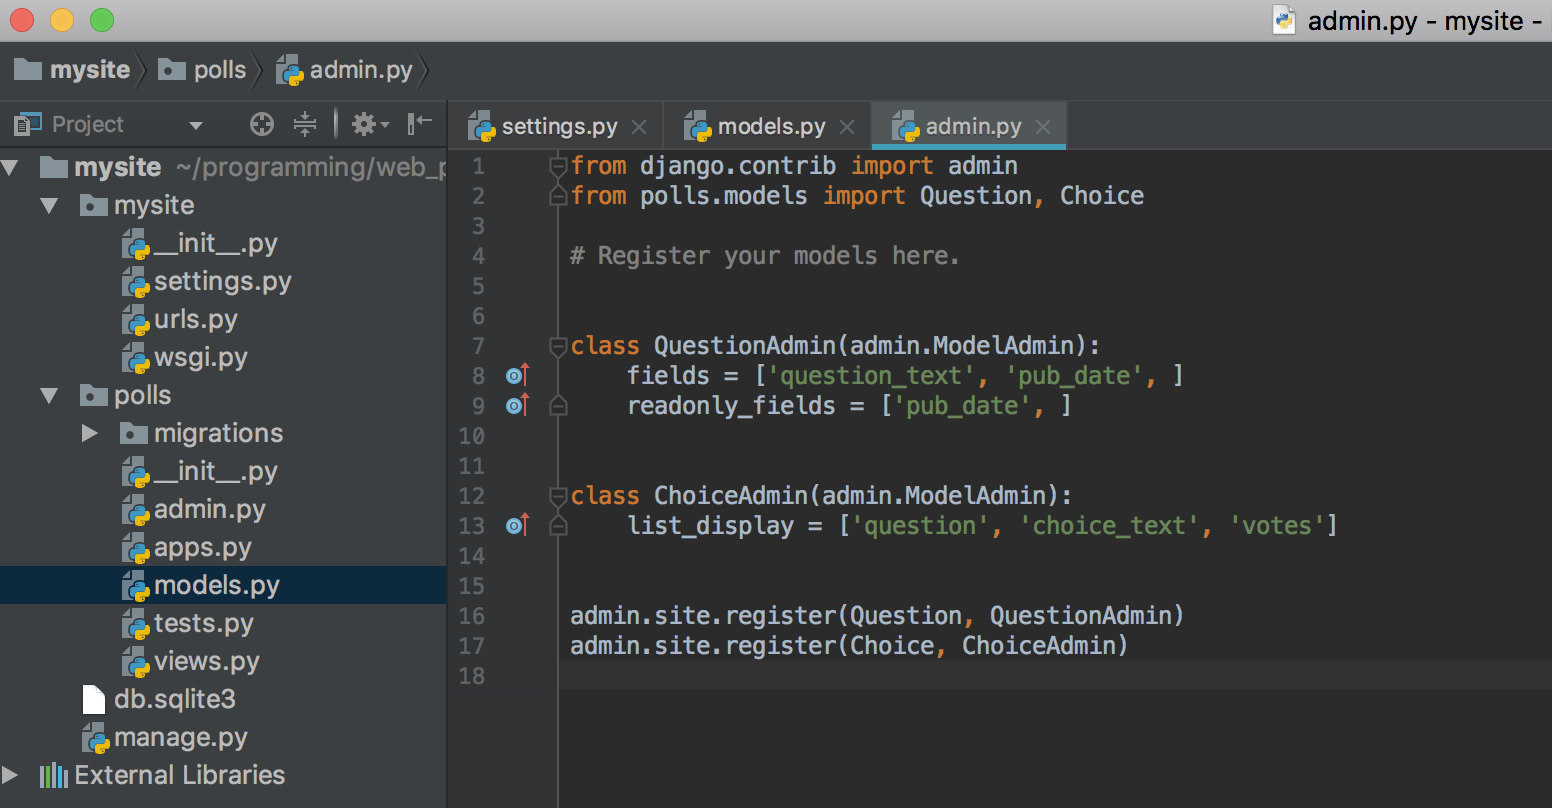 admin.py - mysite -
mysite polls admin.py
Project
settings.py models.py admin.py
mysite ~/programming/web_p
mysite
__init__.py
settings.py
urls.py
wsgi.py
polls
migrations
__init__.py
admin.py
apps.py
models.py
tests.py
views.py
db.sqlite3
manage.py
External Libraries
1 from django.contrib import admin
2 from polls.models import Question, Choice
3
4 # Register your models here.
5
6
7 class QuestionAdmin(admin.ModelAdmin):
8     fields = ['question_text', 'pub_date', ]
9     readonly_fields = ['pub_date', ]
10
11
12 class ChoiceAdmin(admin.ModelAdmin):
13     list_display = ['question', 'choice_text', 'votes']
14
15
16 admin.site.register(Question, QuestionAdmin)
17 admin.site.register(Choice, ChoiceAdmin)
18